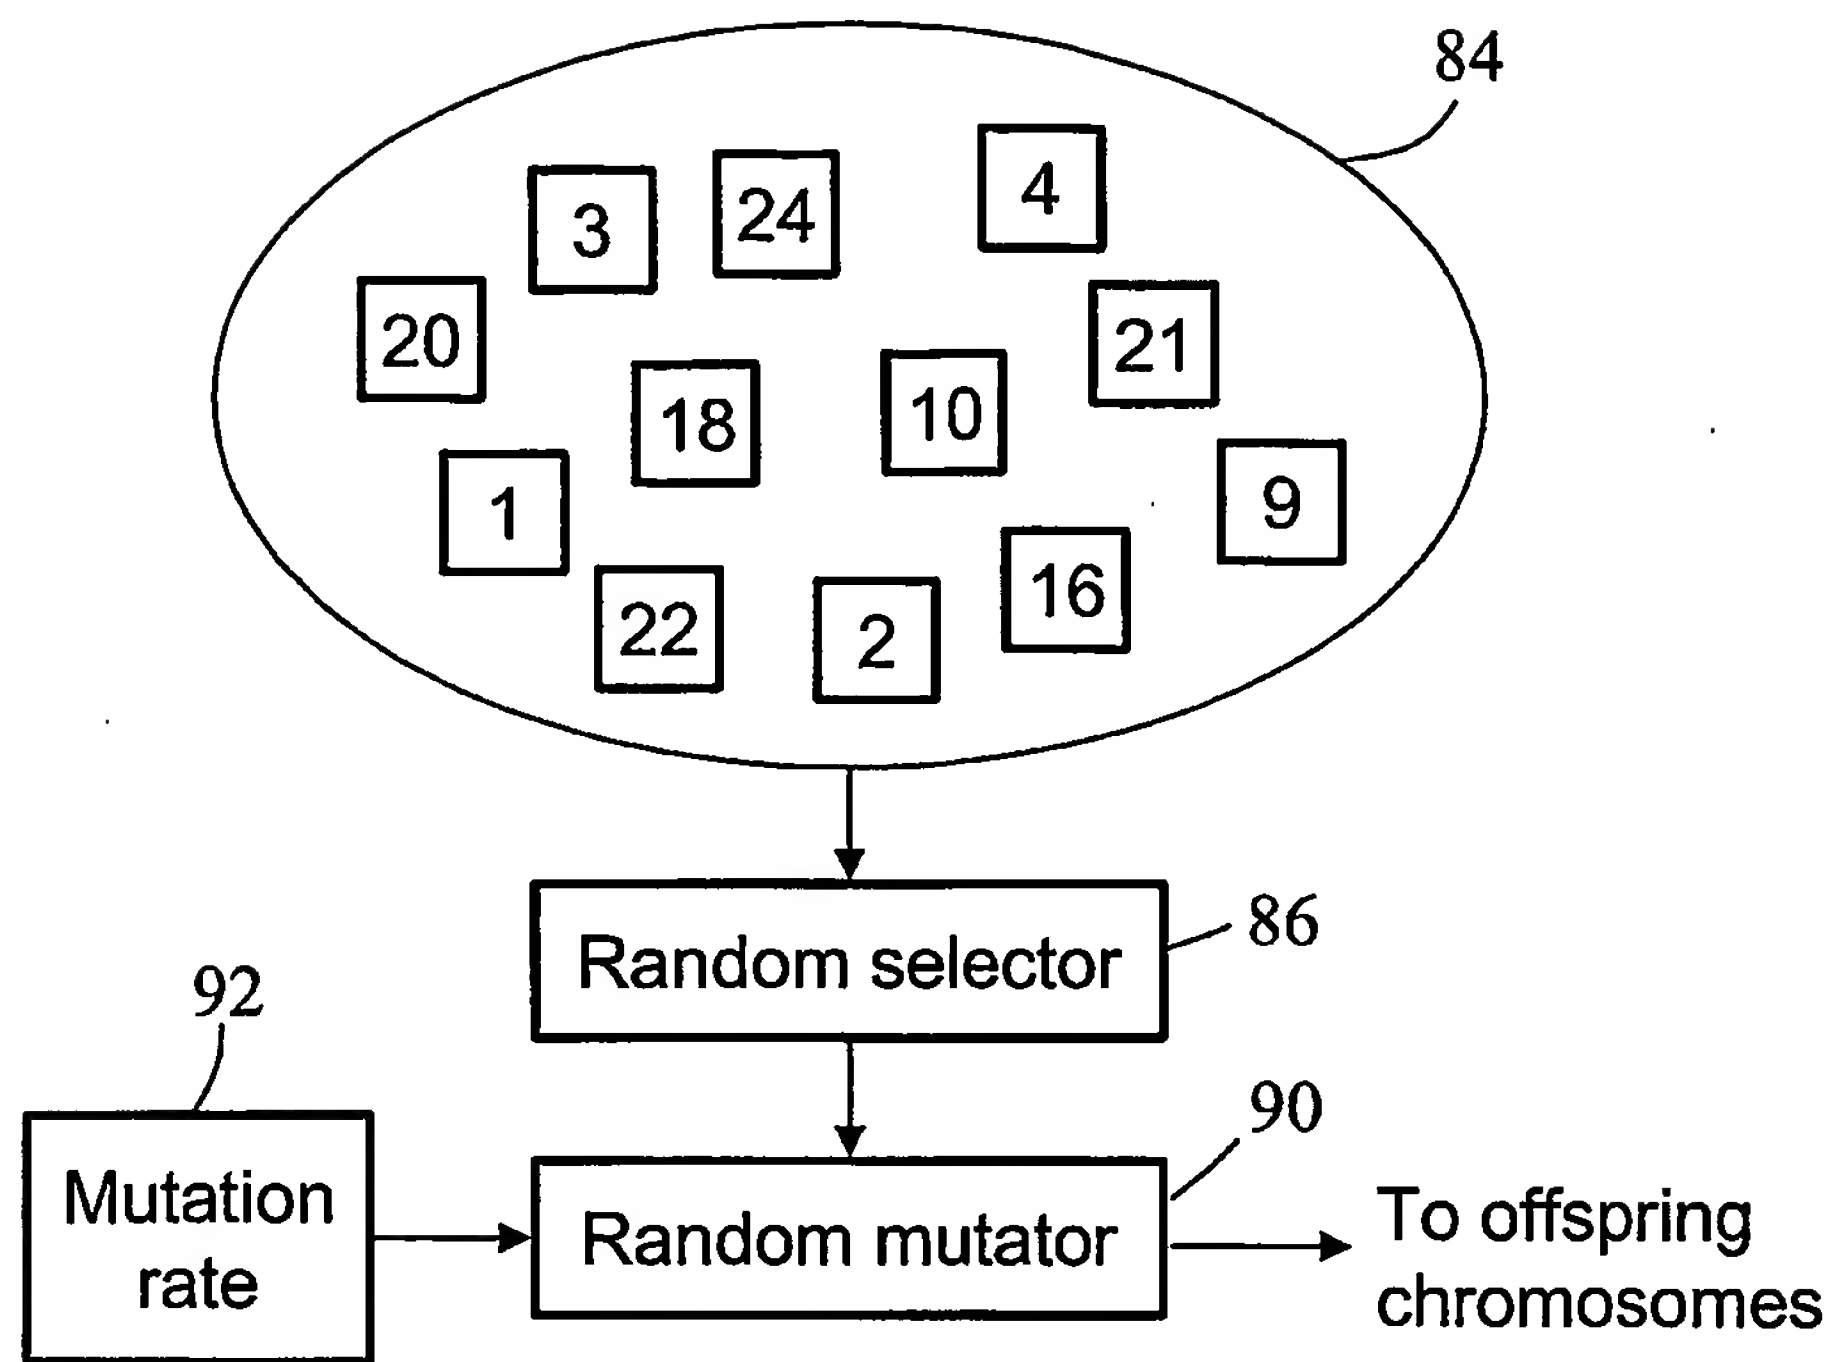 84
4
24
3
20
21
10
18
9
1
16
22
2
86
Random selector
92
90
Mutation
rate
Random mutator
To offspring
chromosomes